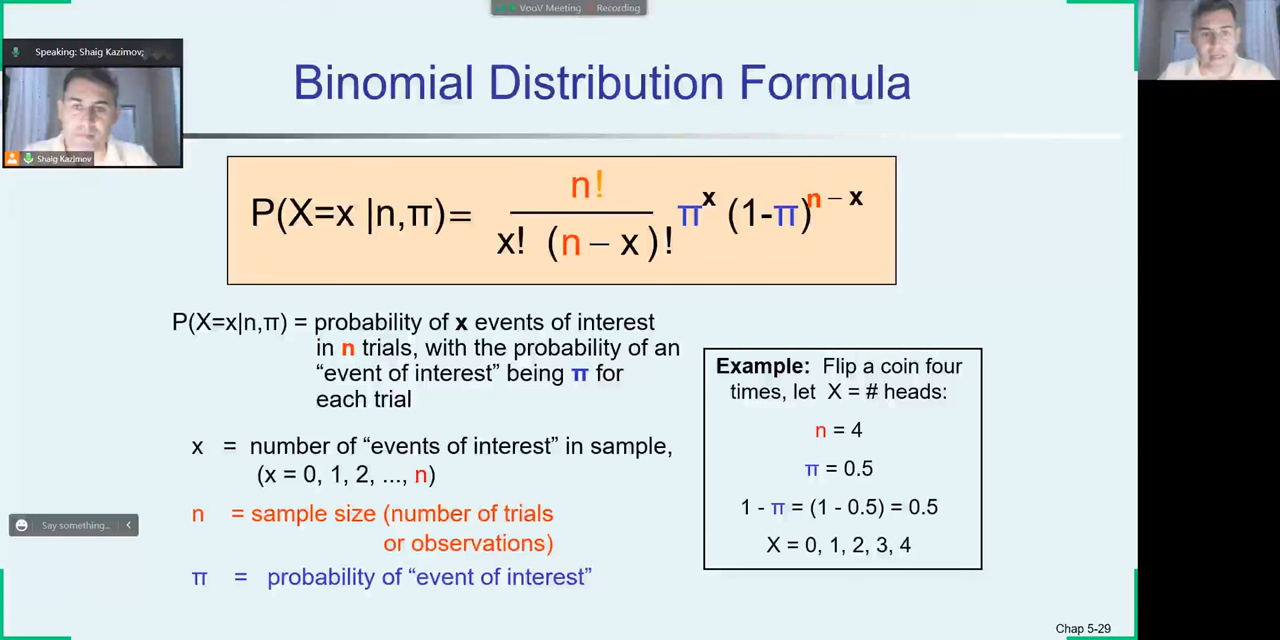 VooV Meeting Recording
Speaking: Shaig Kazimov;
Shaig Kazimov
Binomial Distribution Formula
P(X=x |n,π)= n! / x! (n − x)! π^x (1-π)^n − x
P(X=x|n,π) = probability of x events of interest
in n trials, with the probability of an
“event of interest” being π for
each trial
x = number of “events of interest” in sample,
(x = 0, 1, 2, ..., n)
n = sample size (number of trials
or observations)
π = probability of “event of interest”
Example: Flip a coin four
times, let X = # heads:
n = 4
π = 0.5
1 - π = (1 - 0.5) = 0.5
X = 0, 1, 2, 3, 4
Say something...
Chap 5-29